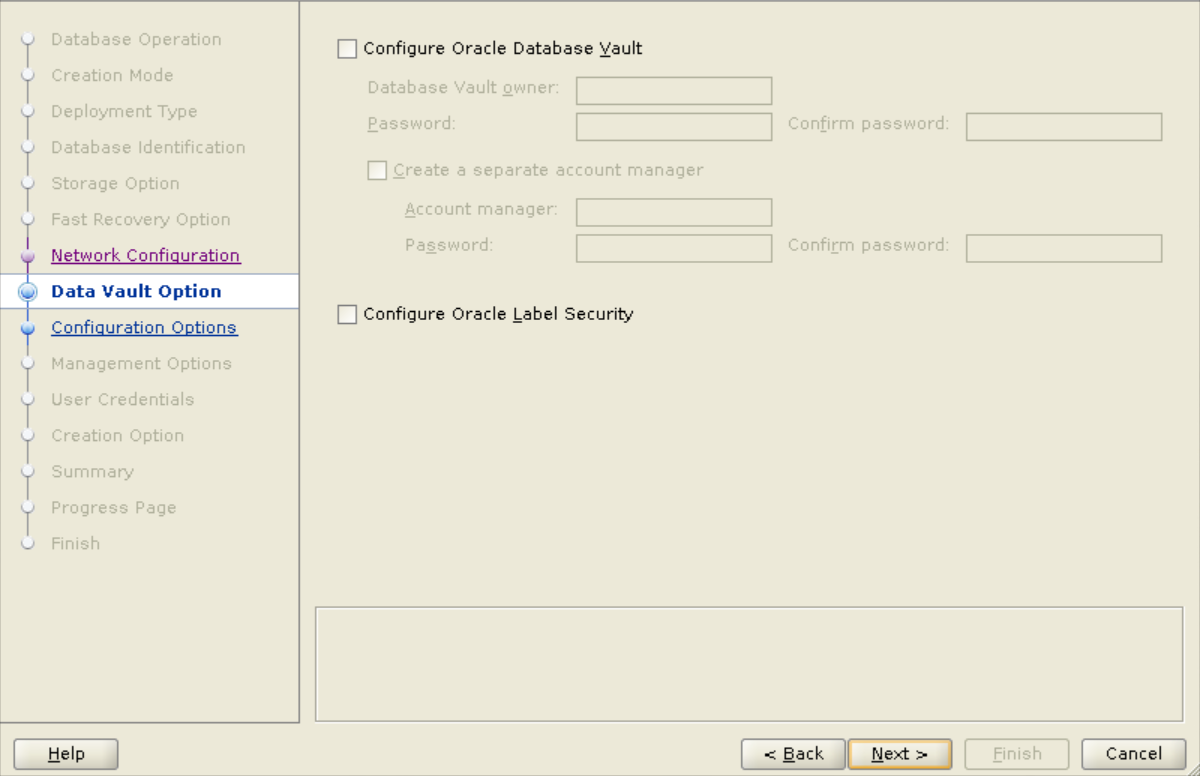 Database Operation
Creation Mode
Deployment Type
Database Identification
Storage Option
Fast Recovery Option
Network Configuration
Data Vault Option
Configuration Options
Management Options
User Credentials
Creation Option
Summary
Progress Page
Finish
Configure Oracle Database Vault
Database Vault owner:
Password: Confirm password:
Create a separate account manager
Account manager:
Password: Confirm password:
Configure Oracle Label Security
Help < Back Next > Finish Cancel